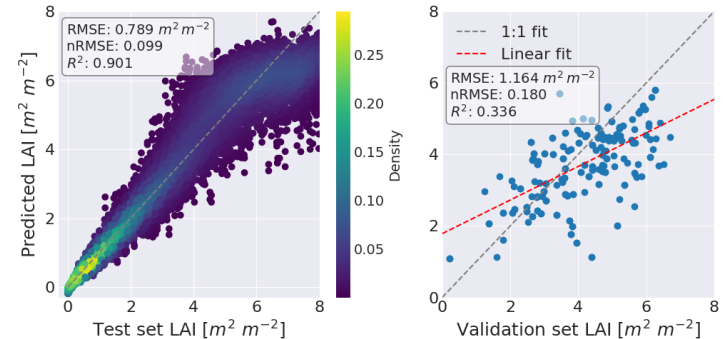 RMSE: 0.789 m² m⁻²
nRMSE: 0.099
R²: 0.901
Predicted LAI [m² m⁻²]
8
6
4
2
0
0 2 4 6 8
Test set LAI [m² m⁻²]
0.25
0.20
0.15
0.10
0.05
Density
1:1 fit
Linear fit
RMSE: 1.164 m² m⁻²
nRMSE: 0.180
R²: 0.336
8
6
4
2
0
0 2 4 6 8
Validation set LAI [m² m⁻²]